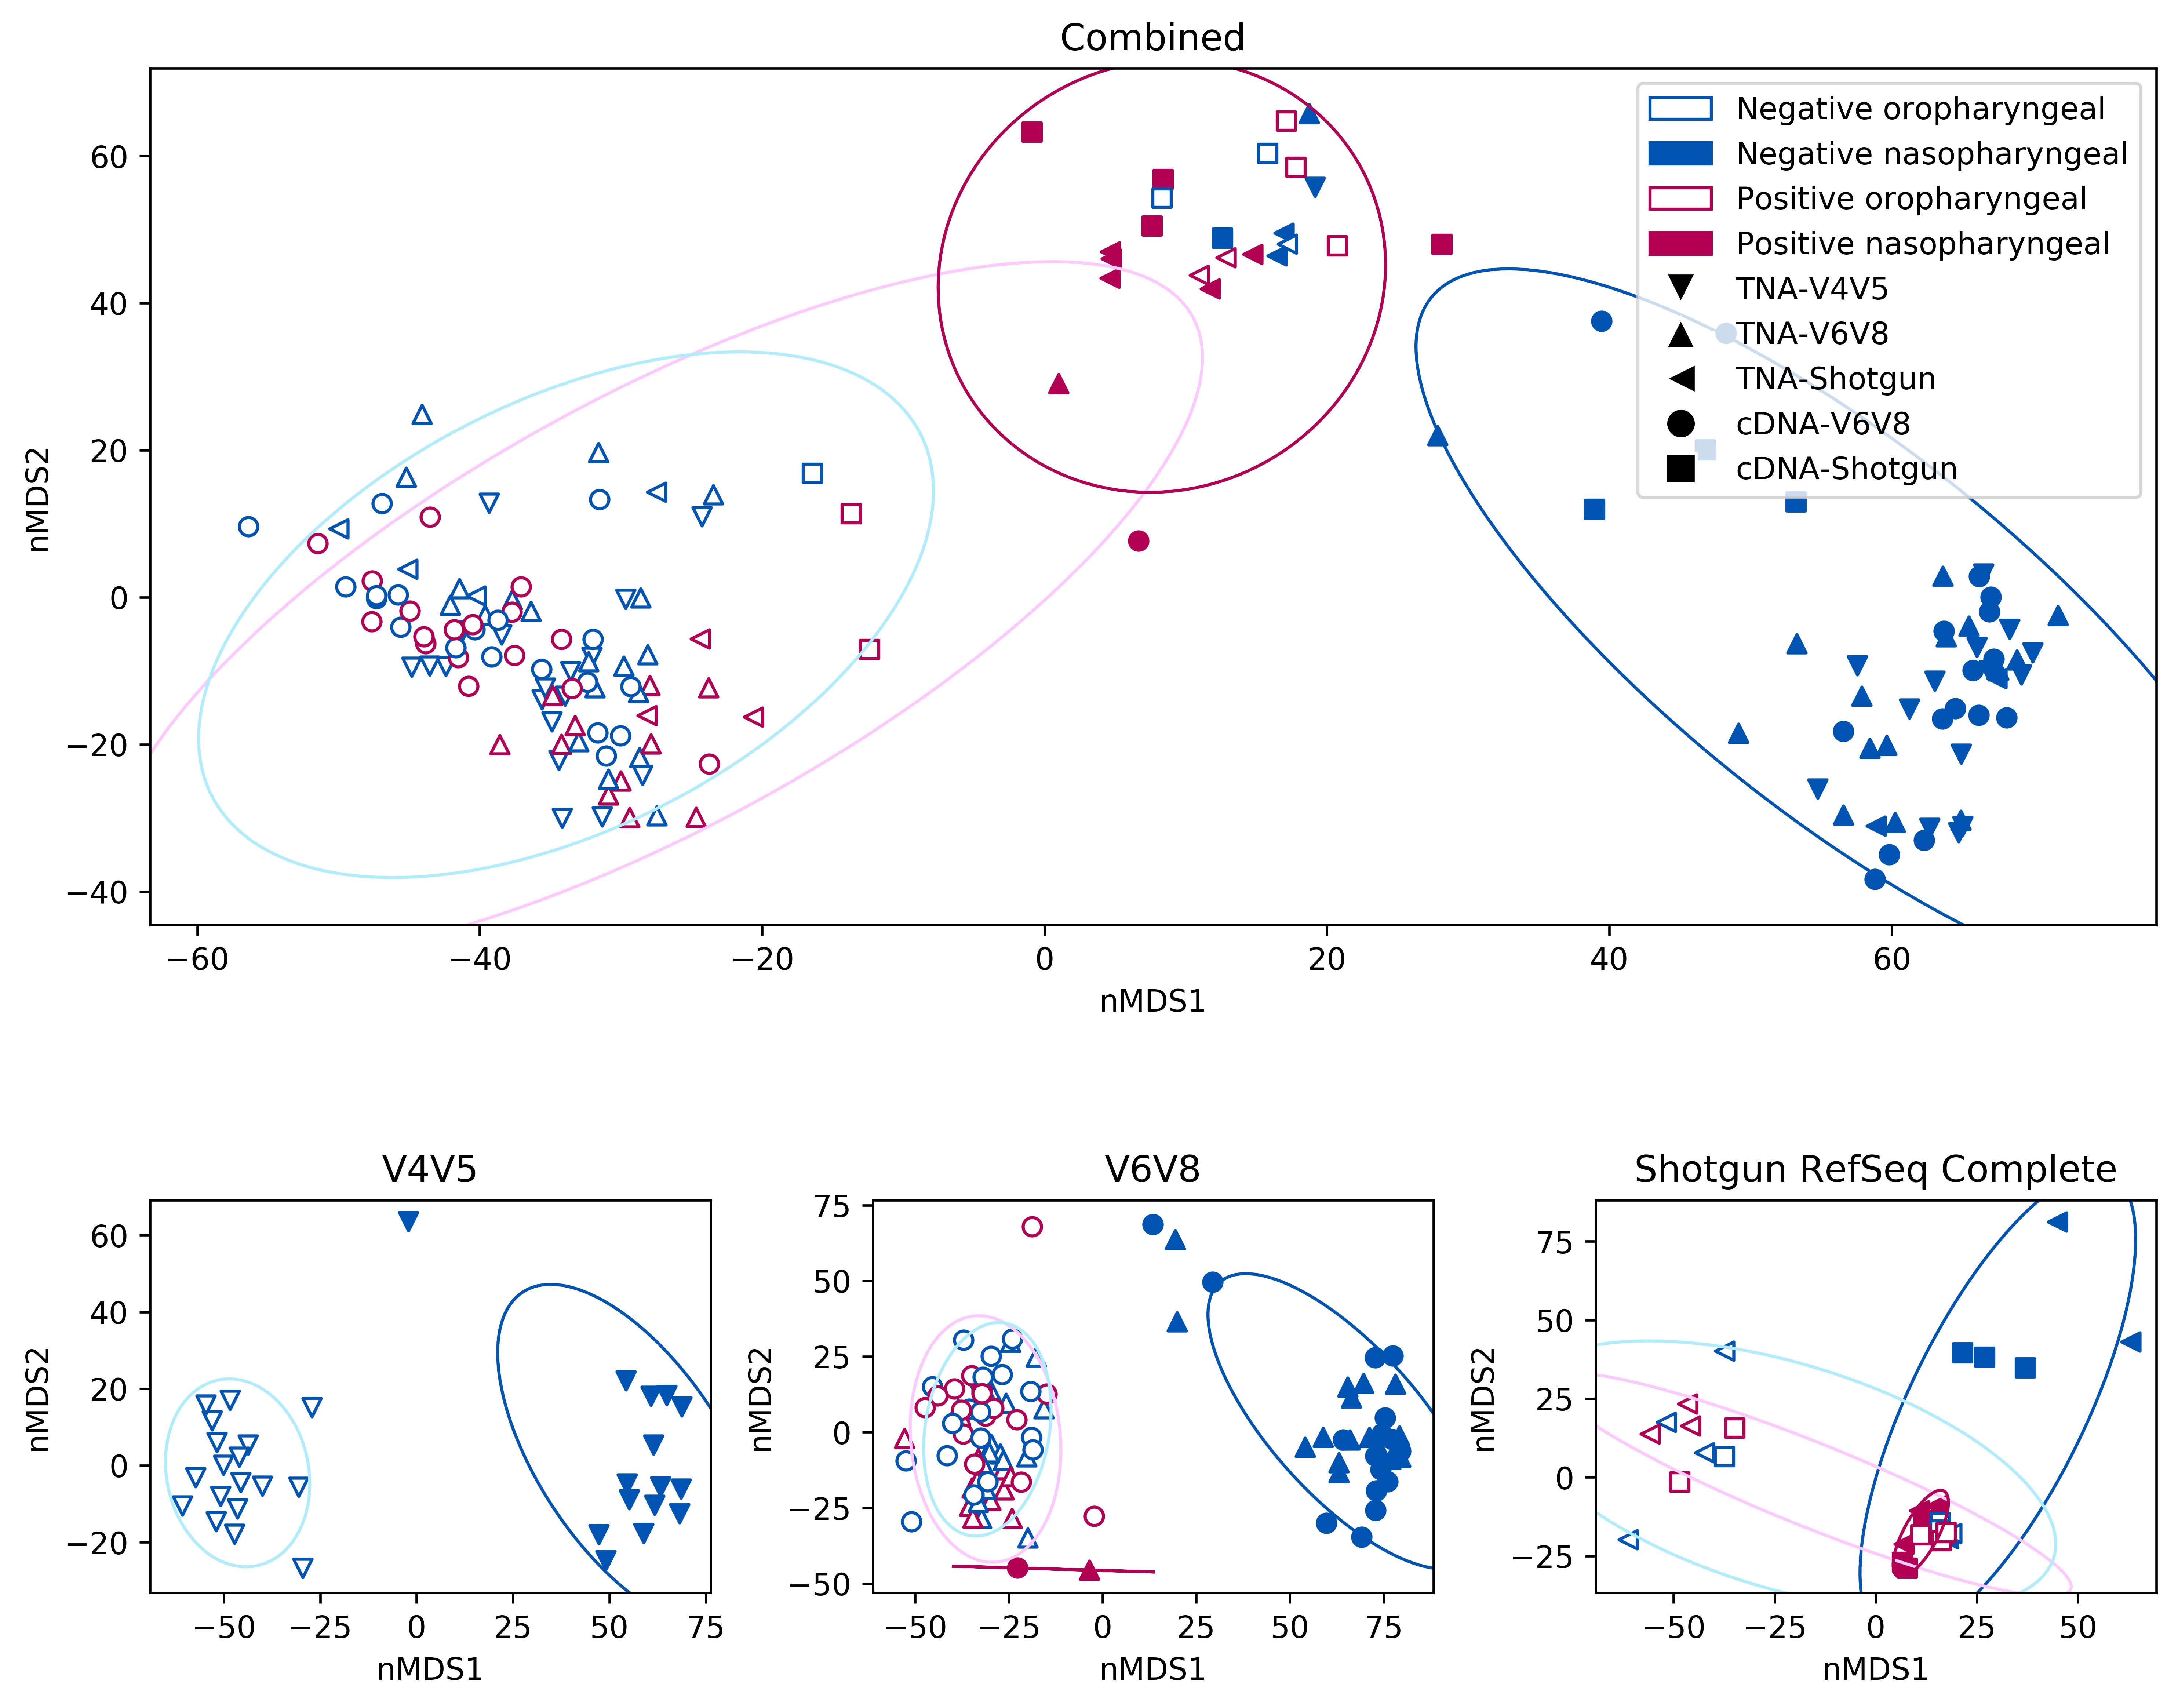 Combined
nMDS2
60
40
20
0
−20
−40
−60
−40
−20
0
20
40
60
nMDS1
Negative oropharyngeal
Negative nasopharyngeal
Positive oropharyngeal
Positive nasopharyngeal
TNA-V4V5
TNA-V6V8
TNA-Shotgun
cDNA-V6V8
cDNA-Shotgun
V4V5
nMDS2
60
40
20
0
−20
−50
−25
0
25
50
75
nMDS1
V6V8
nMDS2
75
50
25
0
−25
−50
−50
−25
0
25
50
75
nMDS1
Shotgun RefSeq Complete
nMDS2
75
50
25
0
−25
−50
−25
0
25
50
nMDS1